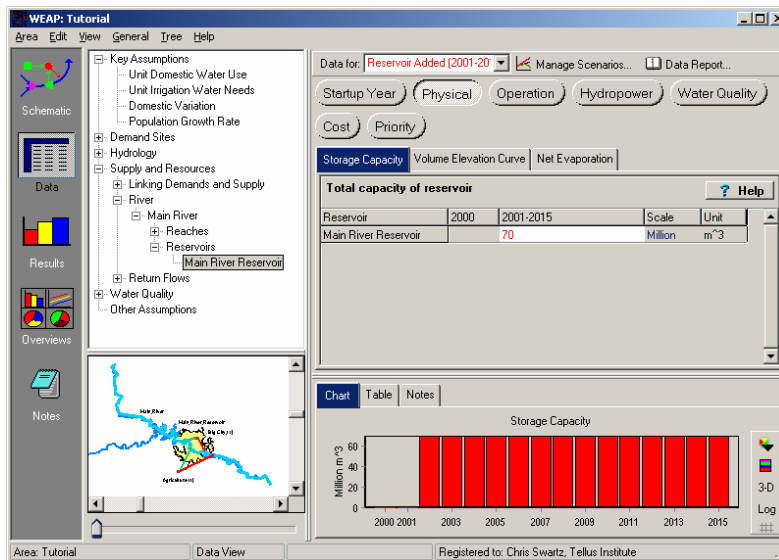 WEAP: Tutorial
Area Edit View General Tree Help
Schematic
Data
Results
Overviews
Notes
Key Assumptions
Unit Domestic Water Use
Unit Irrigation Water Needs
Domestic Variation
Population Growth Rate
Demand Sites
Hydrology
Supply and Resources
Linking Demands and Supply
River
Main River
Reaches
Reservoirs
Main River Reservoir
Return Flows
Water Quality
Other Assumptions
Main_River
Main_River_Reservoir
Big City (1)
Data for: Reservoir Added (2001-20 Manage Scenarios... Data Report...
Startup Year Physical Operation Hydropower Water Quality
Cost Priority
Storage Capacity Volume Elevation Curve Net Evaporation
Total capacity of reservoir ? Help
Reservoir 2000 2001-2015 Scale Unit
Main River Reservoir 70 Million m^3
Chart Table Notes
Storage Capacity
Million m^3
60
40
20
0
2000 2001 2003 2005 2007 2009 2011 2013 2015
3-D
Log
Area: Tutorial Data View Registered to: Chris Swartz, Tellus Institute